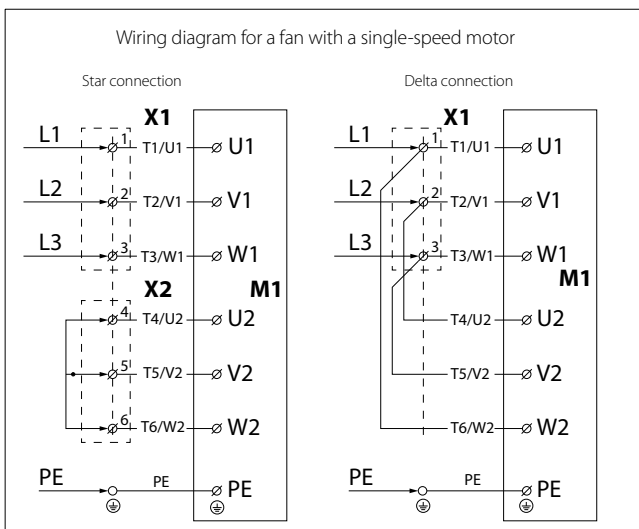 Wiring diagram for a fan with a single-speed motor
Star connection
X1
L1 1 T1/U1 U1
L2 2 T2/V1 V1
L3 3 T3/W1 W1
X2 M1
4 T4/U2 U2
5 T5/V2 V2
6 T6/W2 W2
PE PE PE
Delta connection
X1
L1 1 T1/U1 U1
L2 2 T2/V1 V1
L3 3 T3/W1 W1
M1
T4/U2 U2
T5/V2 V2
T6/W2 W2
PE PE PE